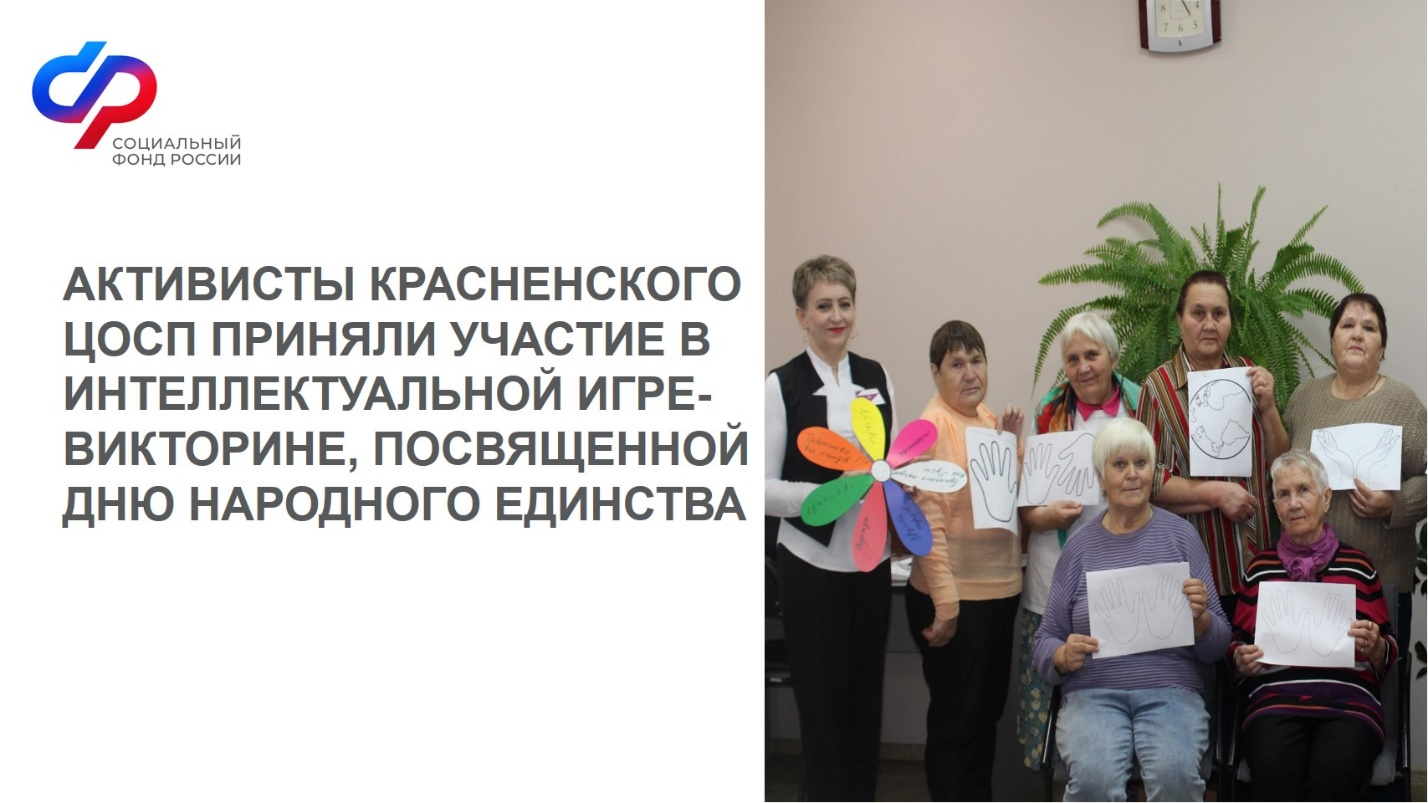 СОЦИАЛЬНЫЙ
ФОНД РОССИИ
АКТИВИСТЫ КРАСНЕНСКОГО
ЦОСП ПРИНЯЛИ УЧАСТИЕ В
ИНТЕЛЛЕКТУАЛЬНОЙ ИГРЕ-
ВИКТОРИНЕ, ПОСВЯЩЕННОЙ
ДНЮ НАРОДНОГО ЕДИНСТВА